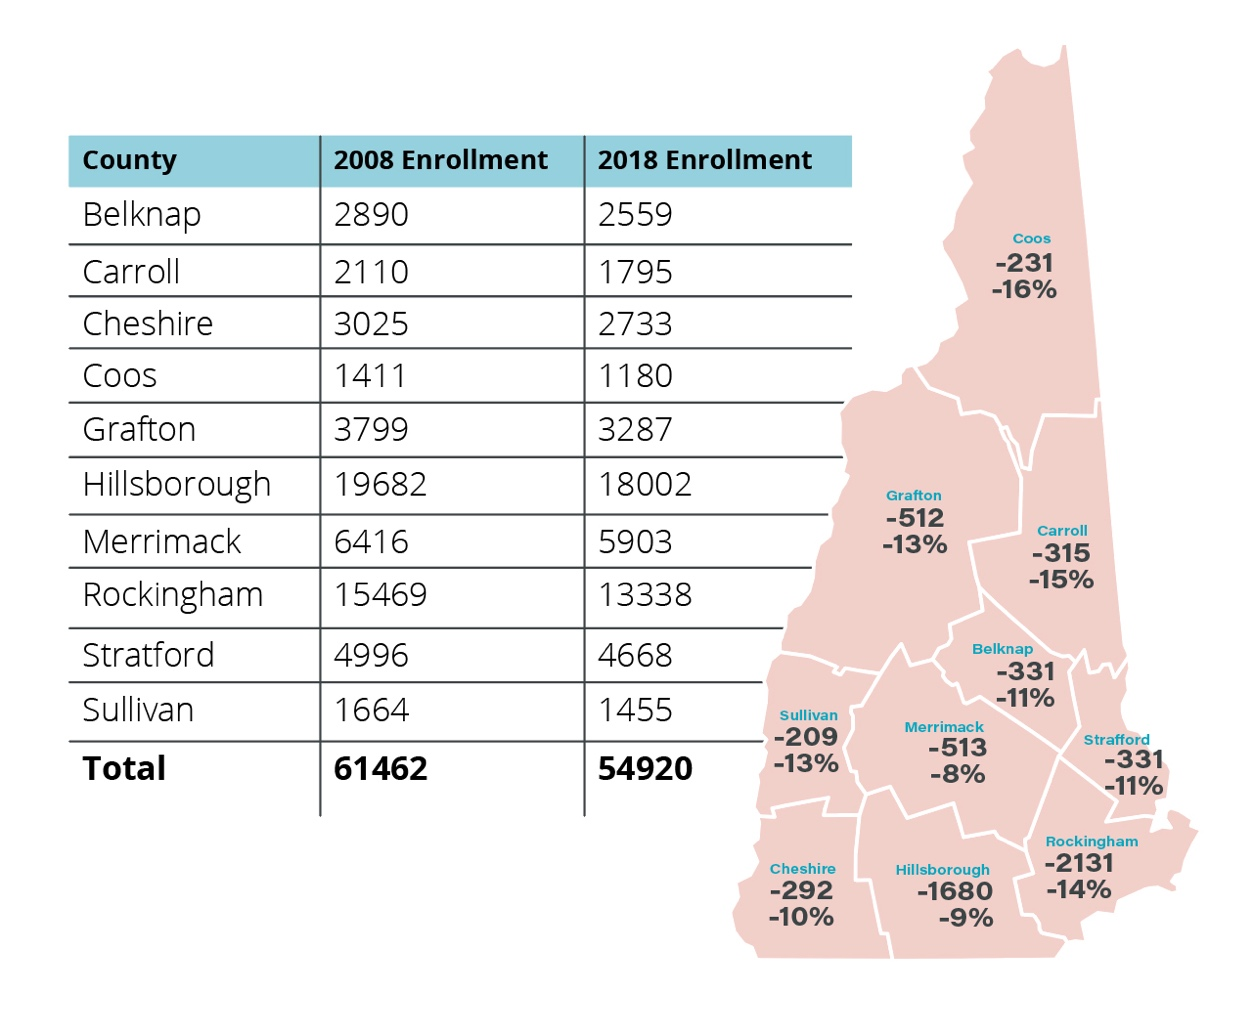 County 2008 Enrollment 2018 Enrollment
Belknap 2890 2559
Carroll 2110 1795
Cheshire 3025 2733
Coos 1411 1180
Grafton 3799 3287
Hillsborough 19682 18002
Merrimack 6416 5903
Rockingham 15469 13338
Stratford 4996 4668
Sullivan 1664 1455
Total 61462 54920
Coos
-231
-16%
Grafton
-512
-13%
Carroll
-315
-15%
Belknap
-331
-11%
Sullivan
-209
-13%
Merrimack
-513
-8%
Strafford
-331
-11%
Cheshire
-292
-10%
Hillsborough
-1680
-9%
Rockingham
-2131
-14%